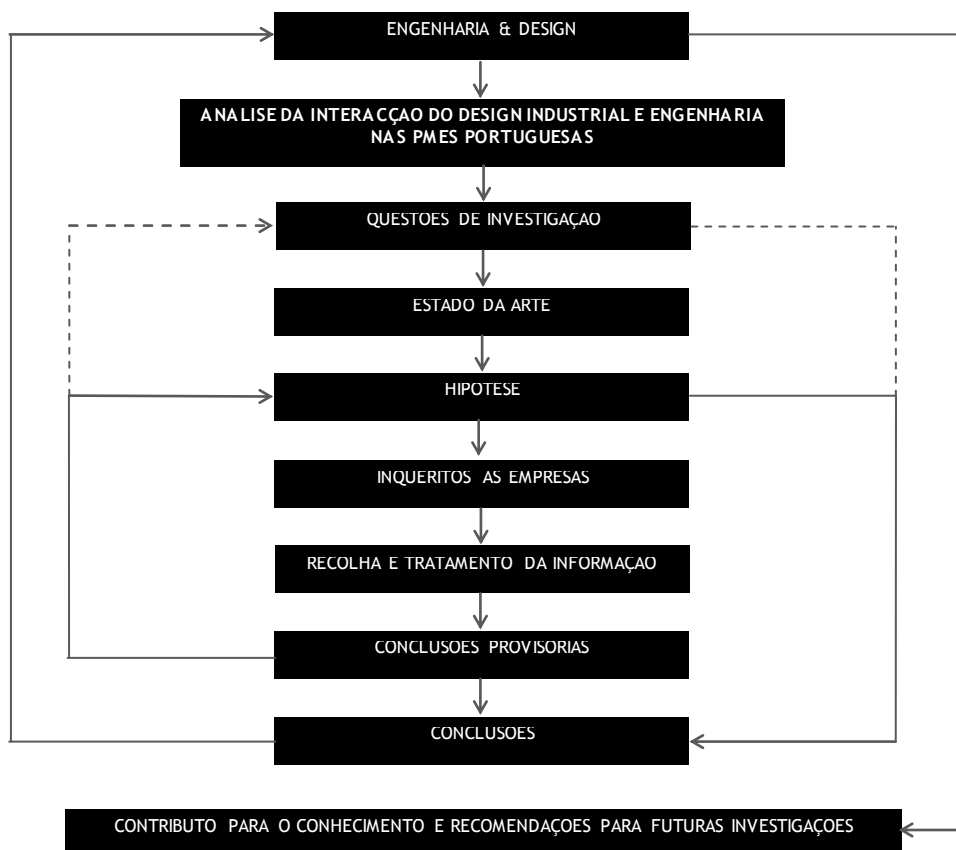 ENGENHARIA & DESIGN
ANALISE DA INTERACÇAO DO DESIGN INDUSTRIAL E ENGENHARIA
NAS PMES PORTUGUESAS
QUESTOES DE INVESTIGAÇAO
ESTADO DA ARTE
HIPOTESE
INQUERITOS AS EMPRESAS
RECOLHA E TRATAMENTO DA INFORMAÇAO
CONCLUSOES PROVISORIAS
CONCLUSOES
CONTRIBUTO PARA O CONHECIMENTO E RECOMENDAÇOES PARA FUTURAS INVESTIGAÇOES